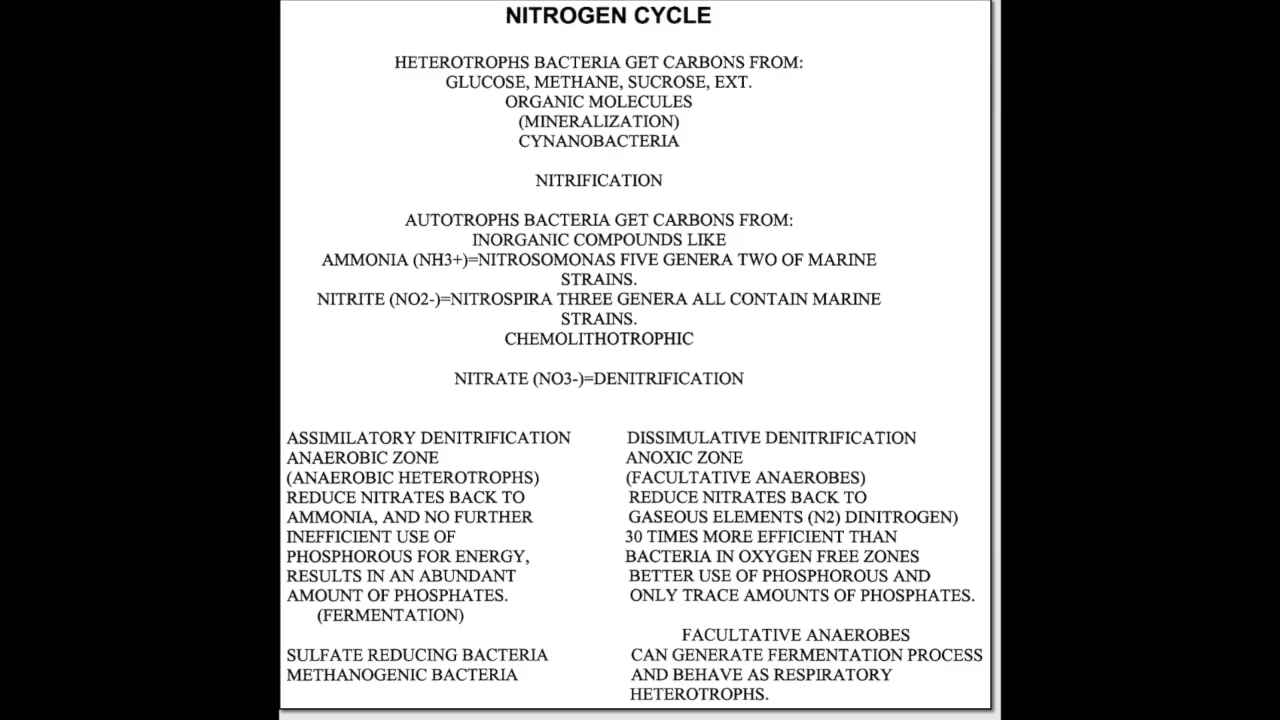 NITROGEN CYCLE
HETEROTROPHS BACTERIA GET CARBONS FROM:
GLUCOSE, METHANE, SUCROSE, EXT.
ORGANIC MOLECULES
(MINERALIZATION)
CYNANOBACTERIA
NITRIFICATION
AUTOTROPHS BACTERIA GET CARBONS FROM:
INORGANIC COMPOUNDS LIKE
AMMONIA (NH3+)=NITROSOMONAS FIVE GENERA TWO OF MARINE
STRAINS.
NITRITE (NO2-)=NITROSPIRA THREE GENERA ALL CONTAIN MARINE
STRAINS.
CHEMOLITHOTROPHIC
NITRATE (NO3-)=DENITRIFICATION
ASSIMILATORY DENITRIFICATION
ANAEROBIC ZONE
(ANAEROBIC HETEROTROPHS)
REDUCE NITRATES BACK TO
AMMONIA, AND NO FURTHER
INEFFICIENT USE OF
PHOSPHOROUS FOR ENERGY,
RESULTS IN AN ABUNDANT
AMOUNT OF PHOSPHATES.
(FERMENTATION)
SULFATE REDUCING BACTERIA
METHANOGENIC BACTERIA
DISSIMULATIVE DENITRIFICATION
ANOXIC ZONE
(FACULTATIVE ANAEROBES)
REDUCE NITRATES BACK TO
GASEOUS ELEMENTS (N2) DINITROGEN)
30 TIMES MORE EFFICIENT THAN
BACTERIA IN OXYGEN FREE ZONES
BETTER USE OF PHOSPHOROUS AND
ONLY TRACE AMOUNTS OF PHOSPHATES.
FACULTATIVE ANAEROBES
CAN GENERATE FERMENTATION PROCESS
AND BEHAVE AS RESPIRATORY
HETEROTROPHS.